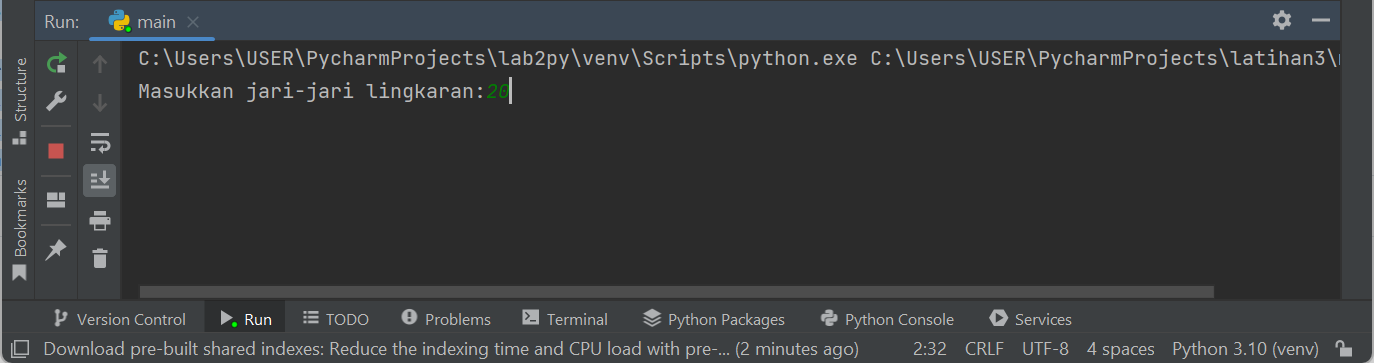 Run: main
C:\Users\USER\PycharmProjects\lab2py\venv\Scripts\python.exe C:\Users\USER\PycharmProjects\latihan3\
Masukkan jari-jari lingkaran:20
Structure
Bookmarks
Version Control Run TODO Problems Terminal Python Packages Python Console Services
Download pre-built shared indexes: Reduce the indexing time and CPU load with pre-... (2 minutes ago) 2:32 CRLF UTF-8 4 spaces Python 3.10 (venv)